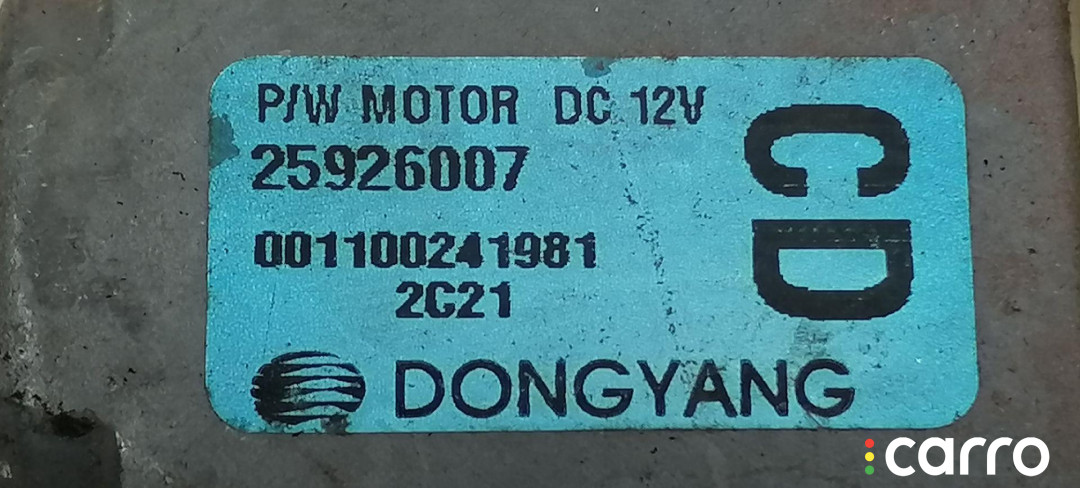 P/W MOTOR DC 12V
25926007
001100241981
2C21
DONGYANG
CD
carro